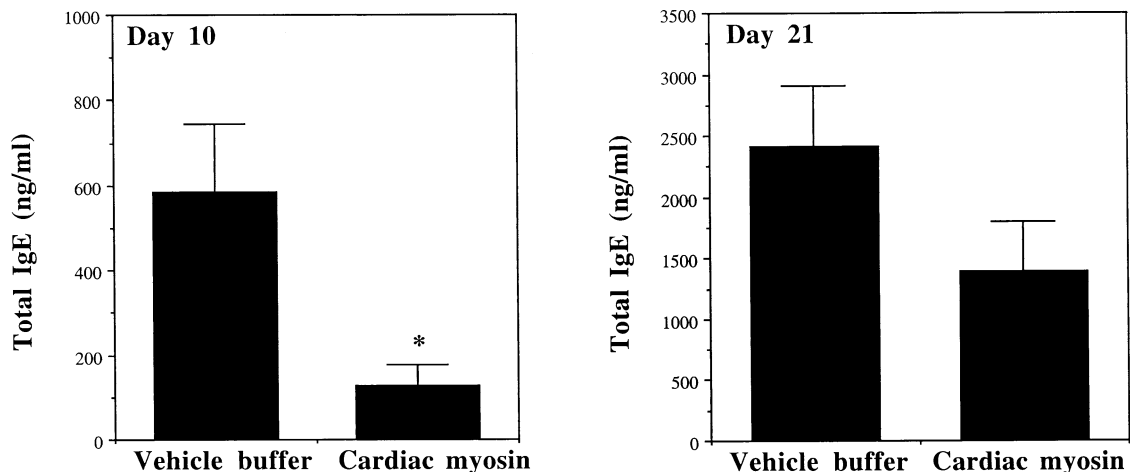 Day 10
Total IgE (ng/ml)
1000
800
600
400
200
0
Vehicle buffer
Cardiac myosin
*
Day 21
Total IgE (ng/ml)
3500
3000
2500
2000
1500
1000
500
0
Vehicle buffer
Cardiac myosin